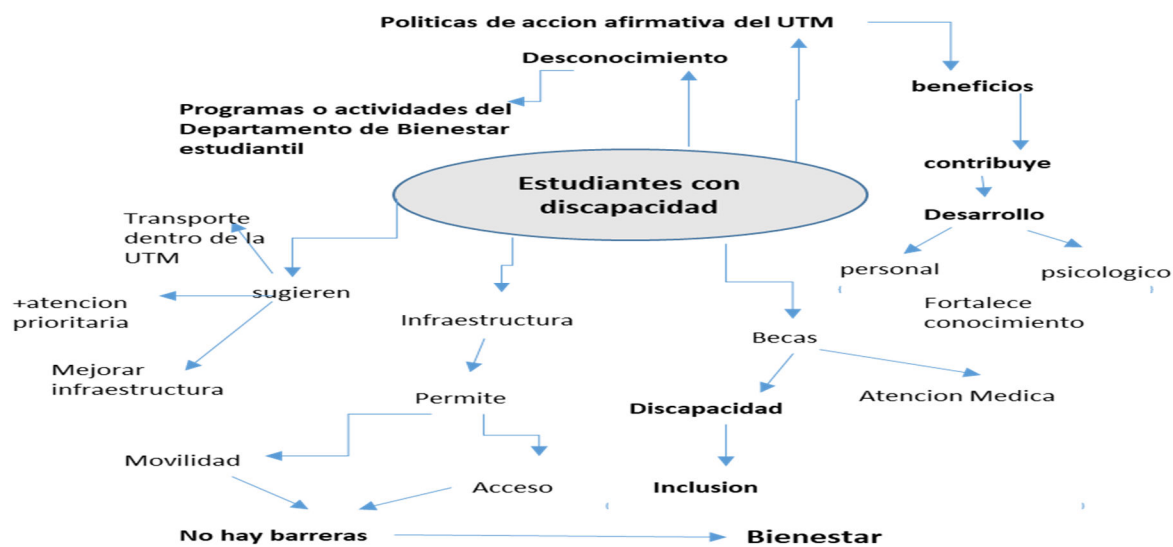 Politicas de accion afirmativa del UTM
Desconocimiento
beneficios
Programas o actividades del
Departamento de Bienestar
estudiantil
contribuye
Estudiantes con
discapacidad
Desarrollo
Transporte
dentro de la
UTM
personal
psicologico
sugieren
+atencion
prioritaria
Fortalece
conocimiento
Infraestructura
Becas
Mejorar
infraestructura
Permite
Discapacidad
Atencion Medica
Movilidad
Acceso
Inclusion
No hay barreras
Bienestar